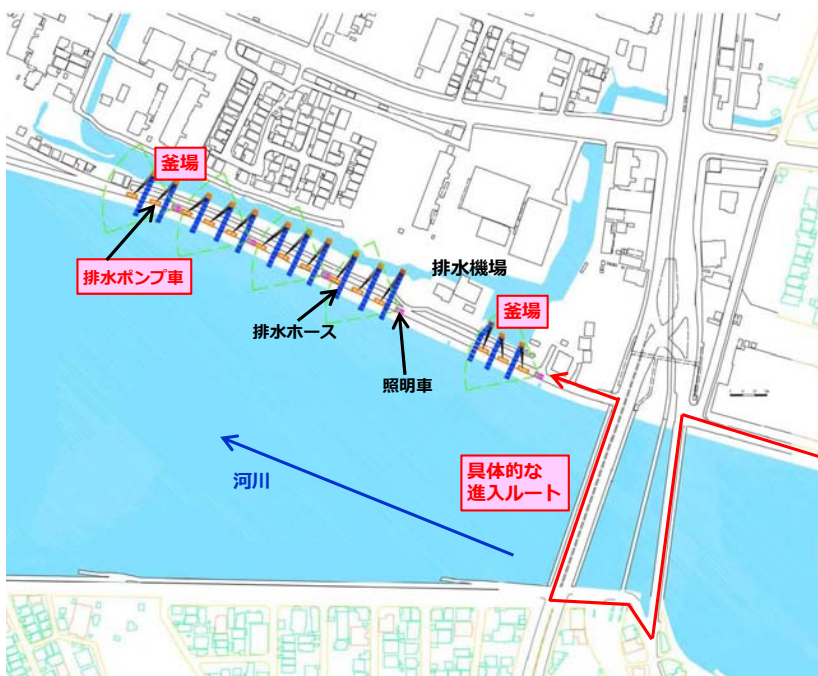 釜場
排水ポンプ車
排水機場
釜場
排水ホース
照明車
具体的な
進入ルート
河川